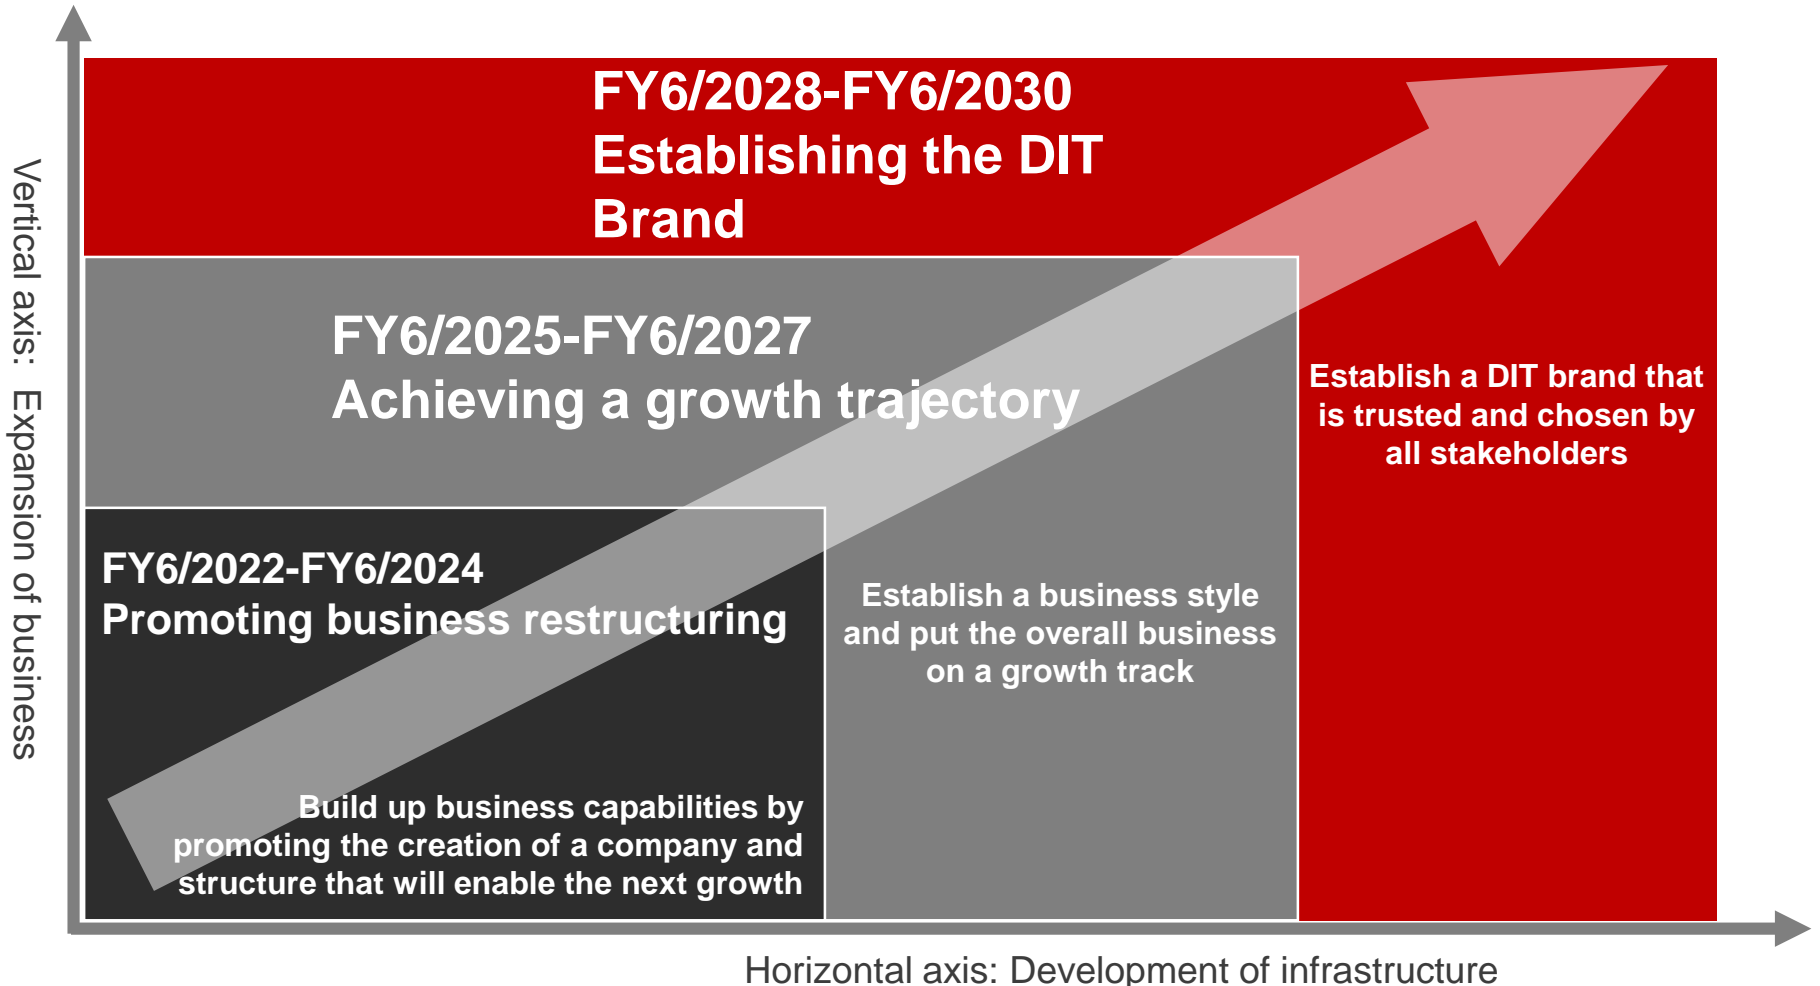 FY6/2028-FY6/2030
Establishing the DIT
Brand
FY6/2025-FY6/2027
Achieving a growth trajectory
Establish a DIT brand that
is trusted and chosen by
all stakeholders
FY6/2022-FY6/2024
Promoting business restructuring
Establish a business style
and put the overall business
on a growth track
Build up business capabilities by
promoting the creation of a company and
structure that will enable the next growth
Vertical axis: Expansion of business
Horizontal axis: Development of infrastructure